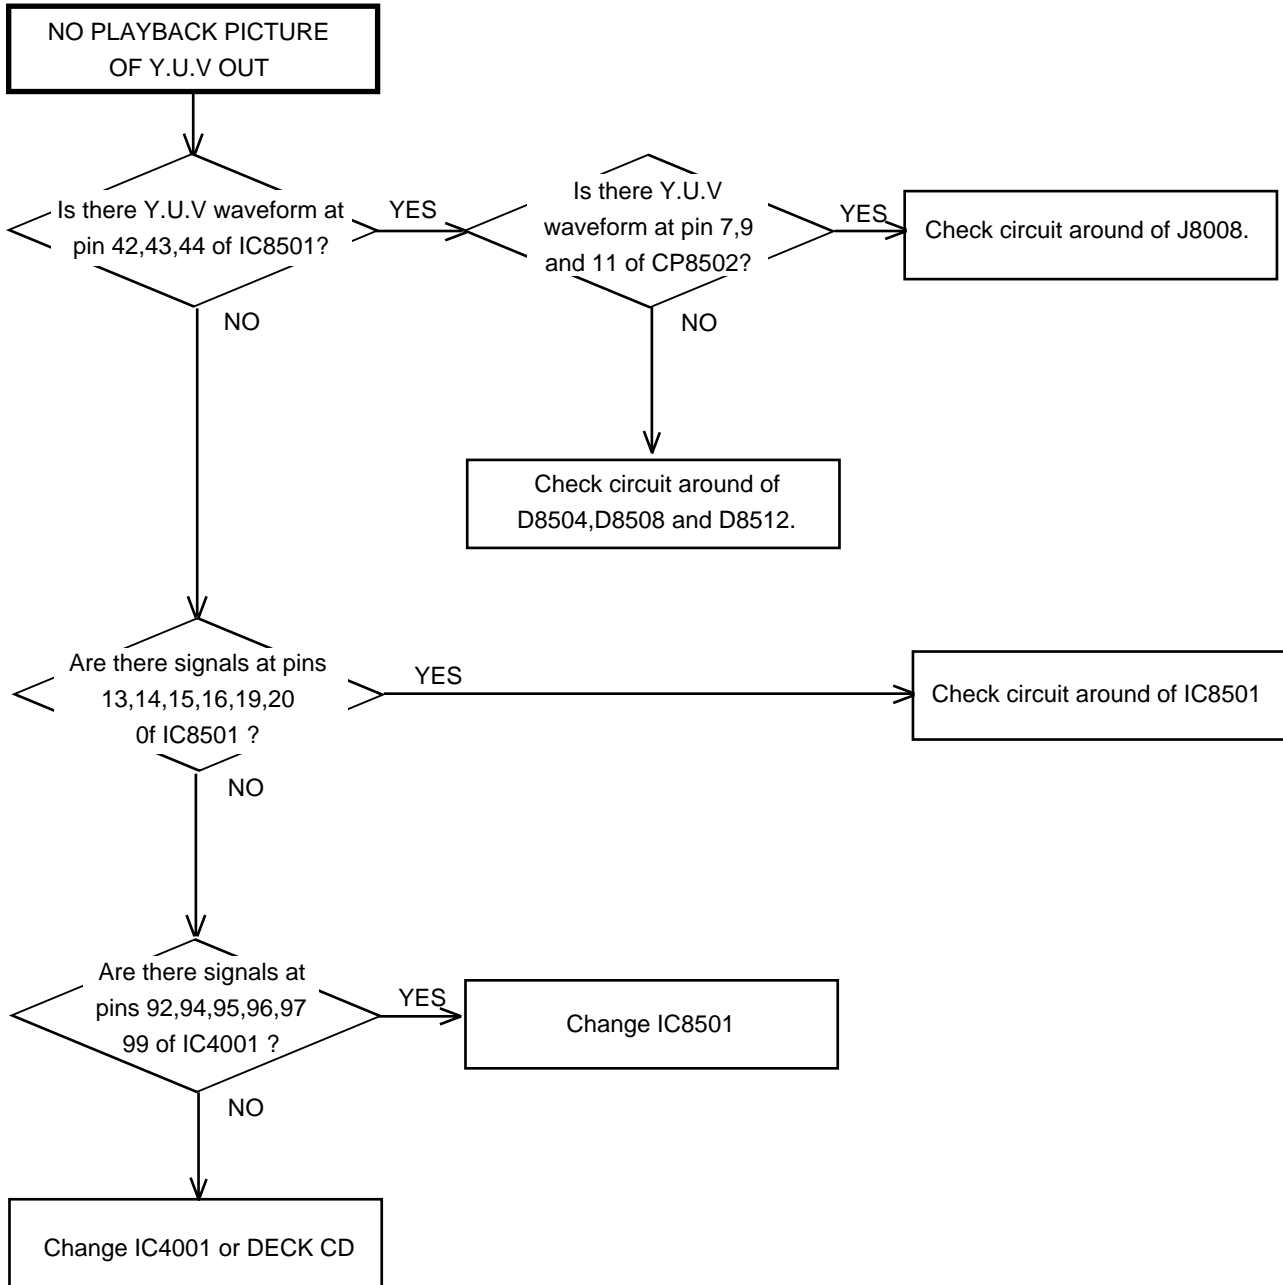 NO PLAYBACK PICTURE
OF Y.U.V OUT
Is there Y.U.V waveform at
pin 42,43,44 of IC8501?
YES
Is there Y.U.V
waveform at pin 7,9
and 11 of CP8502?
YES
Check circuit around of J8008.
NO
NO
Check circuit around of
D8504,D8508 and D8512.
Are there signals at pins
13,14,15,16,19,20
0f IC8501 ?
YES
Check circuit around of IC8501
NO
Are there signals at
pins 92,94,95,96,97
99 of IC4001 ?
YES
Change IC8501
NO
Change IC4001 or DECK CD